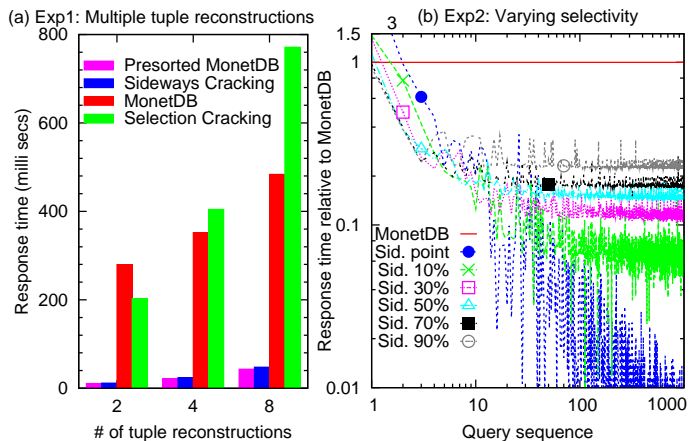 (a) Exp1: Multiple tuple reconstructions
Response time (milli secs)
800
600
400
200
0
Presorted MonetDB
Sideways Cracking
MonetDB
Selection Cracking
2
4
8
# of tuple reconstructions
(b) Exp2: Varying selectivity
Response time relative to MonetDB
3
1.5
1
0.1
0.01
MonetDB
Sid. point
Sid. 10%
Sid. 30%
Sid. 50%
Sid. 70%
Sid. 90%
1
10
100
1000
Query sequence